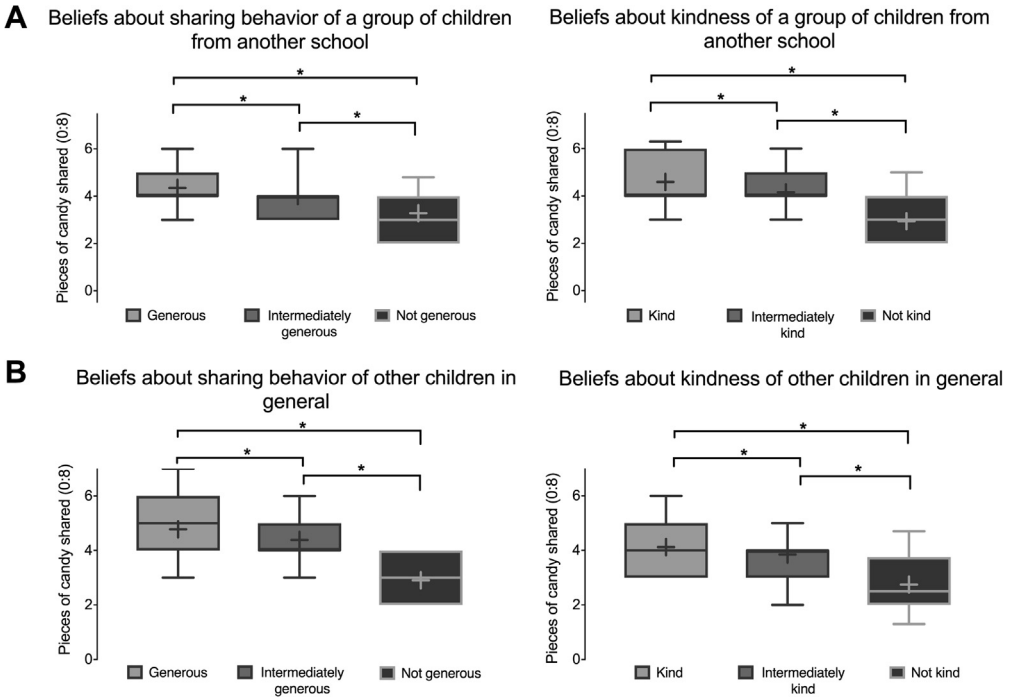 A
Beliefs about sharing behavior of a group of children
from another school
*
*
*
Pieces of candy shared (0:8)
6
4
2
0
Generous
Intermediately
generous
Not generous
Beliefs about kindness of a group of children from
another school
*
*
*
Pieces of candy shared (0:8)
6
4
2
0
Kind
Intermediately
kind
Not kind
B
Beliefs about sharing behavior of other children in
general
*
*
*
Pieces of candy shared (0:8)
6
4
2
0
Generous
Intermediately
generous
Not generous
Beliefs about kindness of other children in general
*
*
*
Pieces of candy shared (0:8)
6
4
2
0
Kind
Intermediately
kind
Not kind